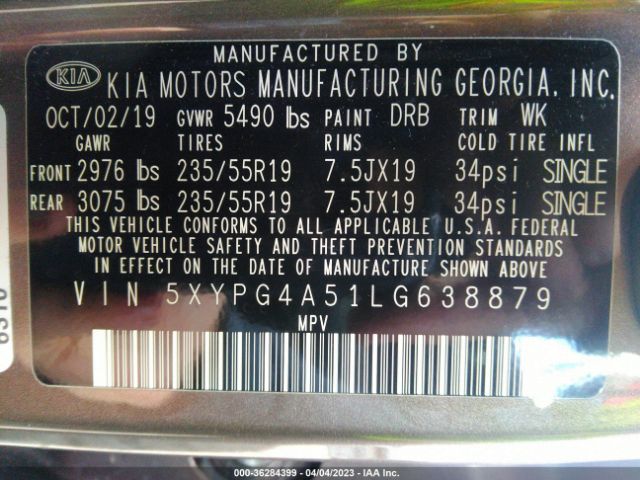 MANUFACTURED BY
KIA KIA MOTORS MANUFACTURING GEORGIA, INC.
OCT/02/19 GVWR 5490 lbs PAINT DRB TRIM WK
GAWR TIRES RIMS COLD TIRE INFL
FRONT 2976 lbs 235/55R19 7.5JX19 34psi SINGLE
REAR 3075 lbs 235/55R19 7.5JX19 34psi SINGLE
THIS VEHICLE CONFORMS TO ALL APPLICABLE U.S.A. FEDERAL
MOTOR VEHICLE SAFETY AND THEFT PREVENTION STANDARDS
IN EFFECT ON THE DATE OF MANUFACTURE SHOWN ABOVE.
VIN 5XYPG4A51LG638879
MPV
000-36284399 - 04/04/2023 - IAA Inc.